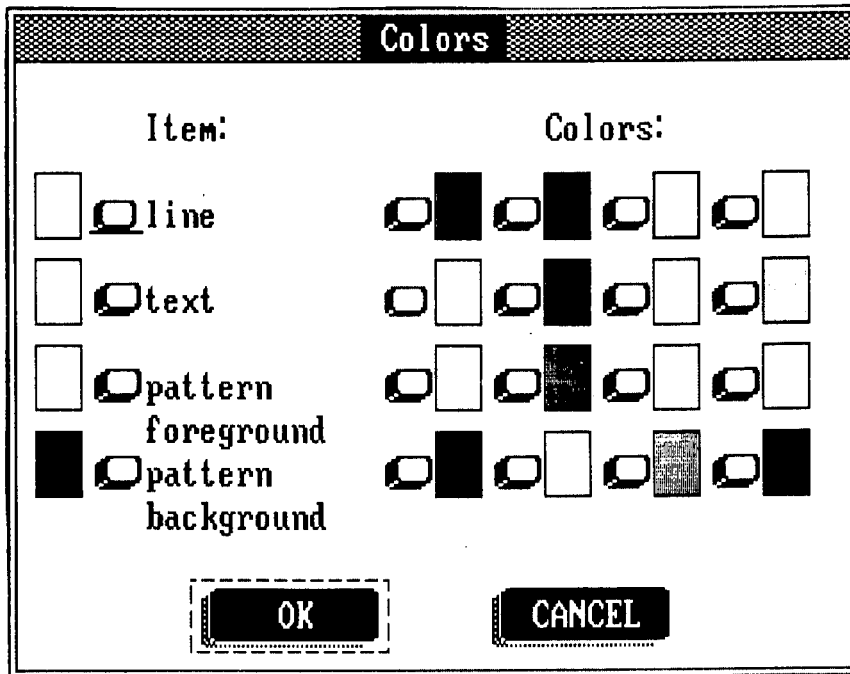 Colors
Item:
Colors:
line
text
pattern
foreground
pattern
background
OK
CANCEL